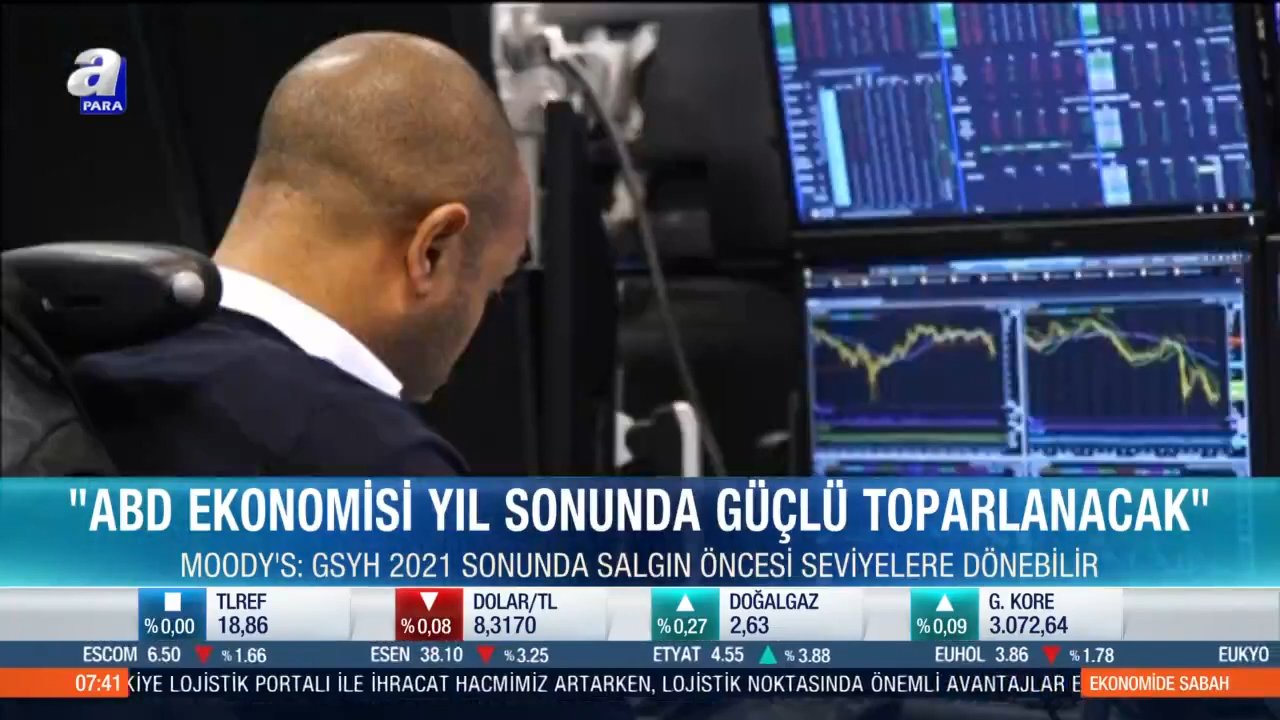 a
PARA
"ABD EKONOMİSİ YIL SONUNDA GÜÇLÜ TOPARLANACAK"
MOODY'S: GSYH 2021 SONUNDA SALGIN ÖNCESİ SEVİYELERE DÖNEBİLİR
%0,00 TLREF 18,86
%0,08 DOLAR/TL 8,3170
%0,27 DOĞALGAZ 2,63
%0,09 G. KORE 3.072,64
ESCOM 6.50 %1.66 ESEN 38.10 %3.25 ETYAT 4.55 %3.88 EUHOL 3.86 %1.78 EUKYO
07:41 KİYE LOJİSTİK PORTALI İLE İHRACAT HACMİMİZ ARTARKEN, LOJİSTİK NOKTASINDA ÖNEMLİ AVANTAJLAR E EKONOMİDE SABAH